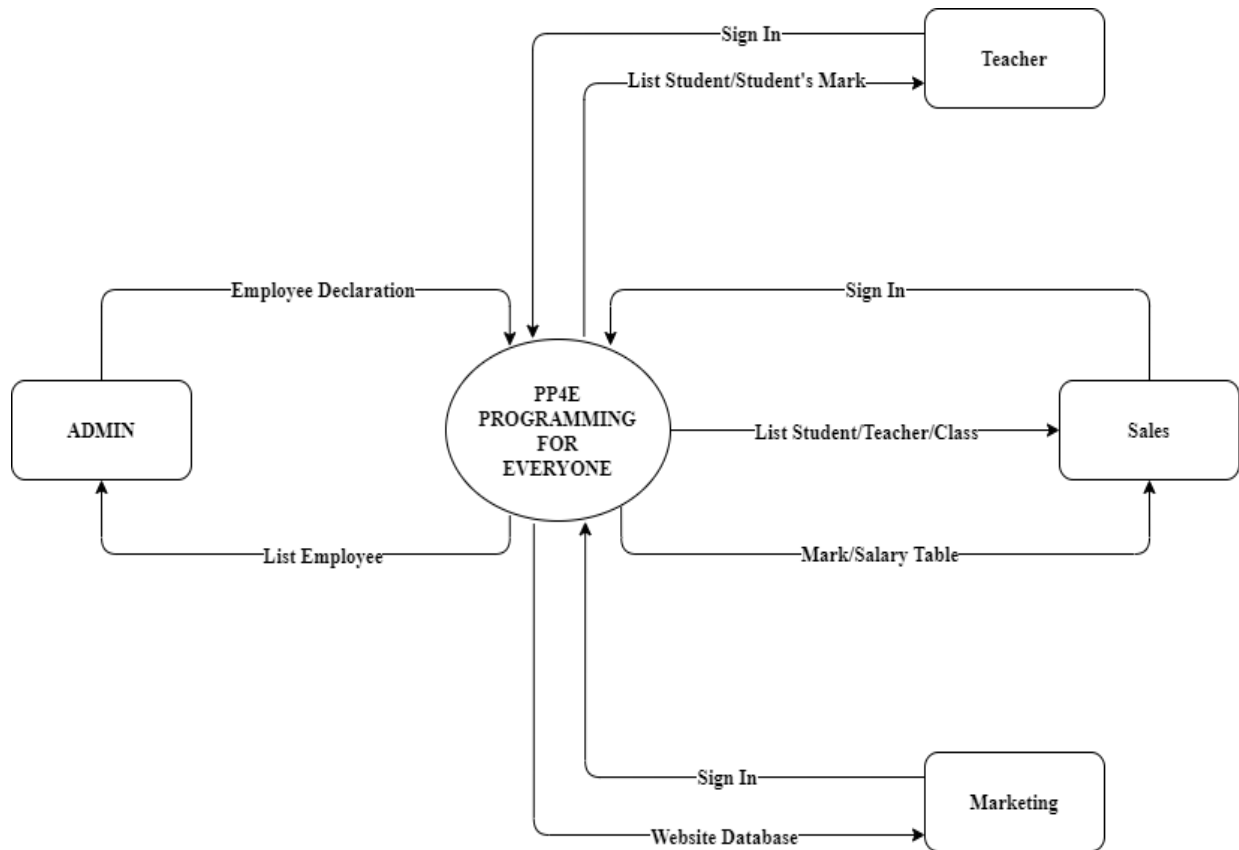 Sign In
Teacher
List Student/Student's Mark
Employee Declaration
Sign In
ADMIN
PP4E
PROGRAMMING
FOR
EVERYONE
List Student/Teacher/Class
Sales
List Employee
Mark/Salary Table
Sign In
Marketing
Website Database